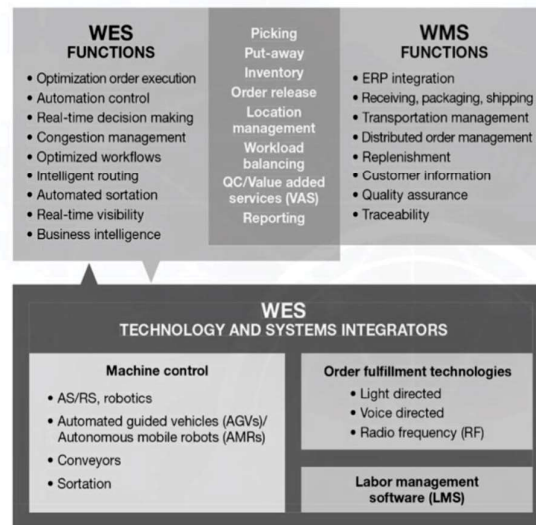 WES
FUNCTIONS
• Optimization order execution
• Automation control
• Real-time decision making
• Congestion management
• Optimized workflows
• Intelligent routing
• Automated sortation
• Real-time visibility
• Business intelligence
Picking
Put-away
Inventory
Order release
Location
management
Workload
balancing
QC/Value added
services (VAS)
Reporting
WMS
FUNCTIONS
• ERP integration
• Receiving, packaging, shipping
• Transportation management
• Distributed order management
• Replenishment
• Customer information
• Quality assurance
• Traceability
WES
TECHNOLOGY AND SYSTEMS INTEGRATORS
Machine control
• AS/RS, robotics
• Automated guided vehicles (AGVs)/
Autonomous mobile robots (AMRs)
• Conveyors
• Sortation
Order fulfillment technologies
• Light directed
• Voice directed
• Radio frequency (RF)
Labor management
software (LMS)